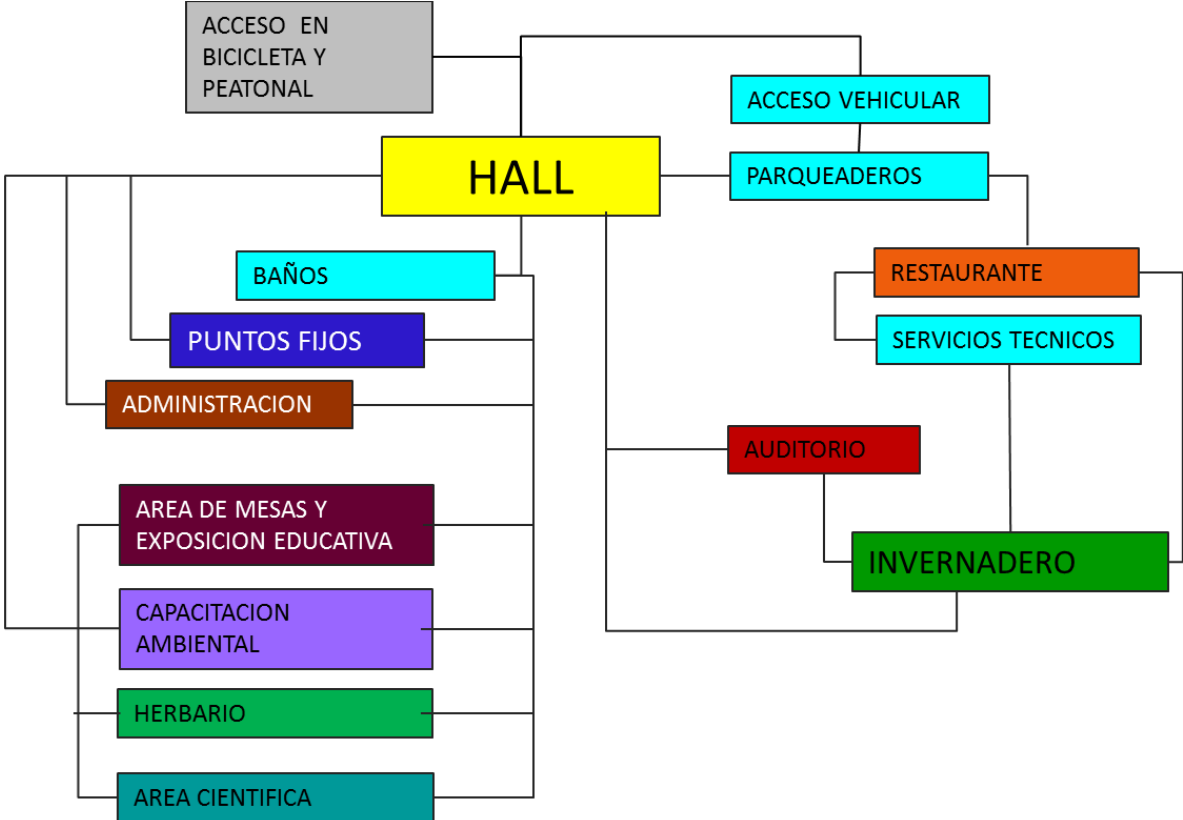 ACCESO EN
BICICLETA Y
PEATONAL
ACCESO VEHICULAR
HALL
PARQUEADEROS
BAÑOS
RESTAURANTE
PUNTOS FIJOS
SERVICIOS TECNICOS
ADMINISTRACION
AUDITORIO
AREA DE MESAS Y
EXPOSICION EDUCATIVA
INVERNADERO
CAPACITACION
AMBIENTAL
HERBARIO
AREA CIENTIFICA